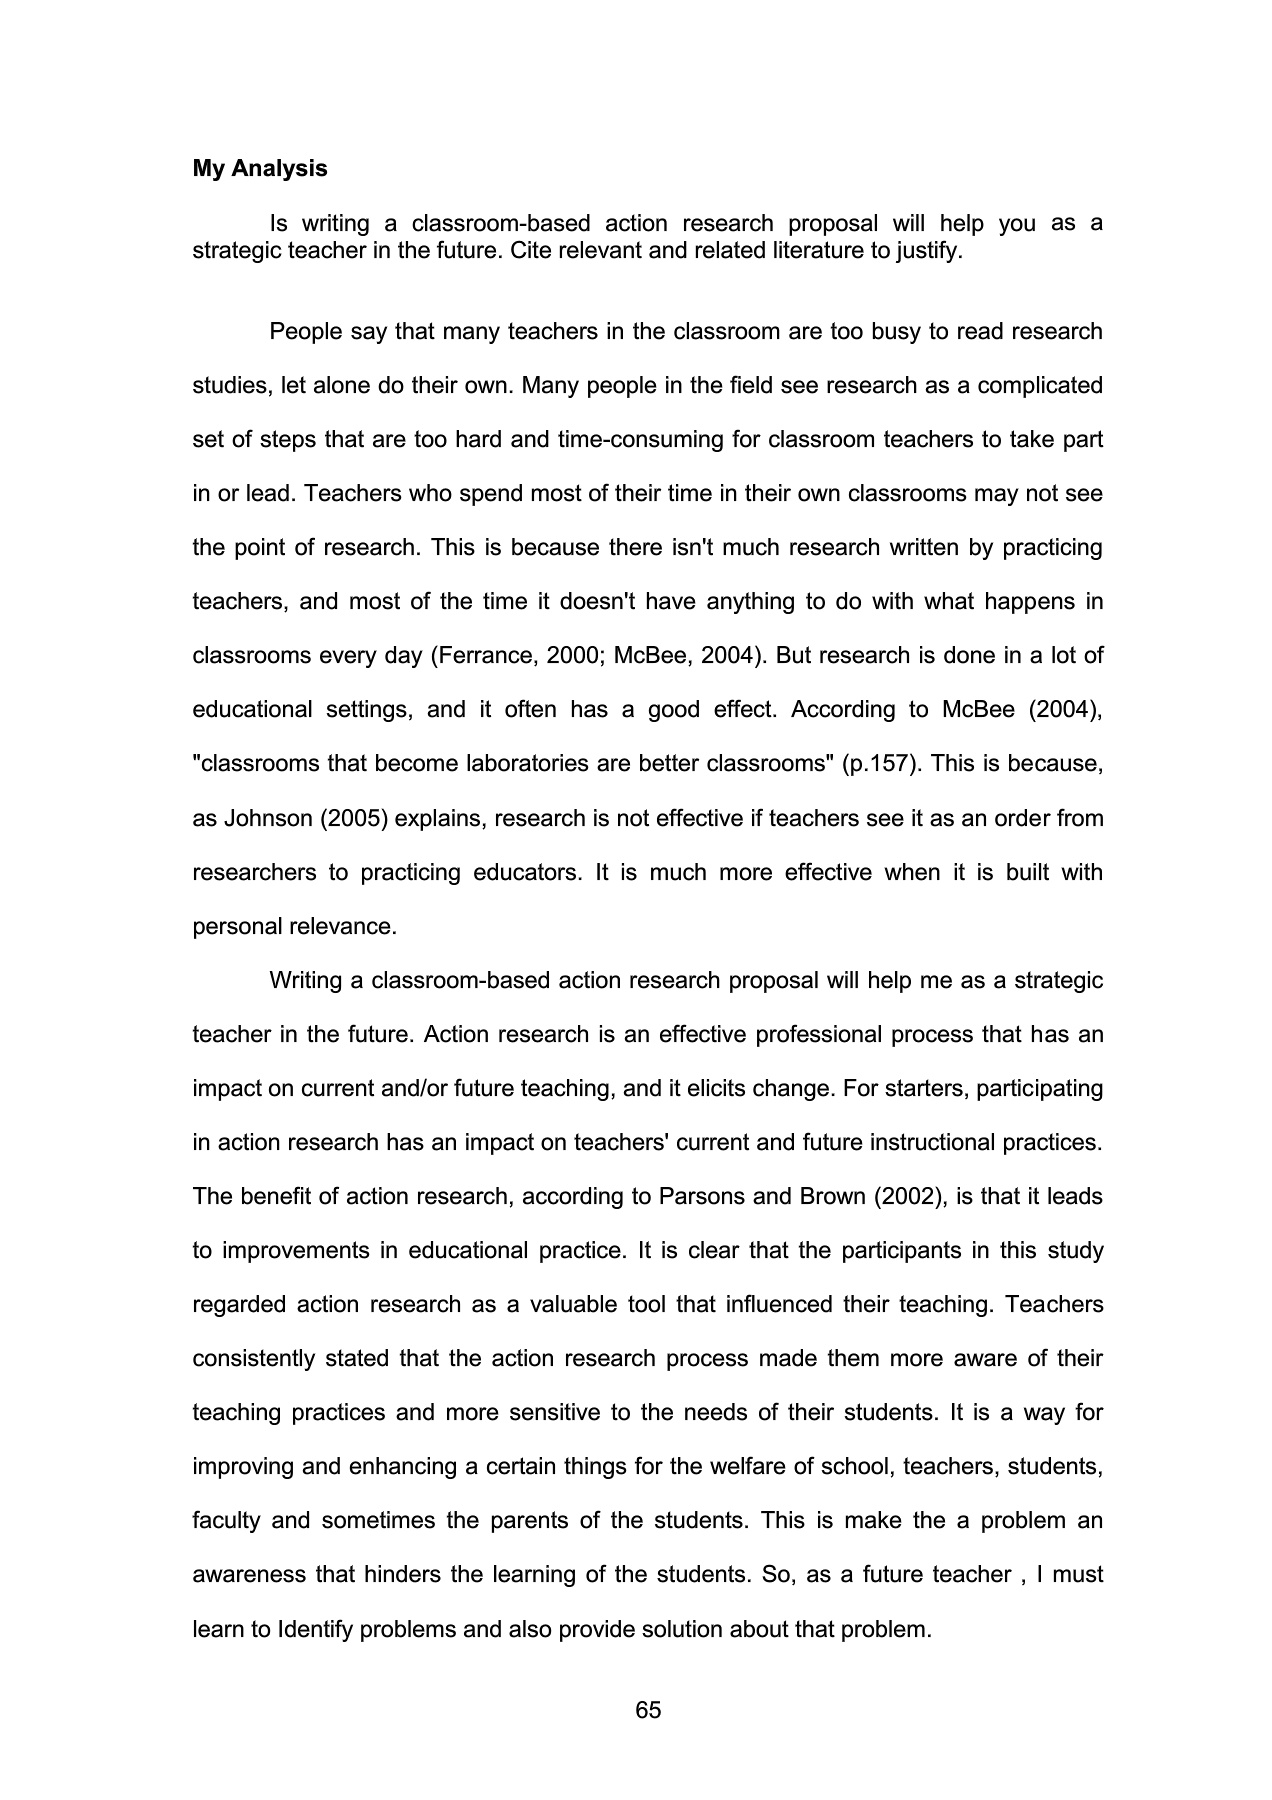 My Analysis
Is writing a classroom-based action research proposal will help you as a
strategic teacher in the future. Cite relevant and related literature to justify.
People say that many teachers in the classroom are too busy to read research
studies, let alone do their own. Many people in the field see research as a complicated
set of steps that are too hard and time-consuming for classroom teachers to take part
in or lead. Teachers who spend most of their time in their own classrooms may not see
the point of research. This is because there isn't much research written by practicing
teachers, and most of the time it doesn't have anything to do with what happens in
classrooms every day (Ferrance, 2000; McBee, 2004). But research is done in a lot of
educational settings, and it often has a good effect. According to McBee (2004),
"classrooms that become laboratories are better classrooms" (p.157). This is because,
as Johnson (2005) explains, research is not effective if teachers see it as an order from
researchers to practicing educators. It is much more effective when it is built with
personal relevance.
Writing a classroom-based action research proposal will help me as a strategic
teacher in the future. Action research is an effective professional process that has an
impact on current and/or future teaching, and it elicits change. For starters, participating
in action research has an impact on teachers' current and future instructional practices.
The benefit of action research, according to Parsons and Brown (2002), is that it leads
to improvements in educational practice. It is clear that the participants in this study
regarded action research as a valuable tool that influenced their teaching. Teachers
consistently stated that the action research process made them more aware of their
teaching practices and more sensitive to the needs of their students. It is a way for
improving and enhancing a certain things for the welfare of school, teachers, students,
faculty and sometimes the parents of the students. This is make the a problem an
awareness that hinders the learning of the students. So, as a future teacher , I must
learn to Identify problems and also provide solution about that problem.
65